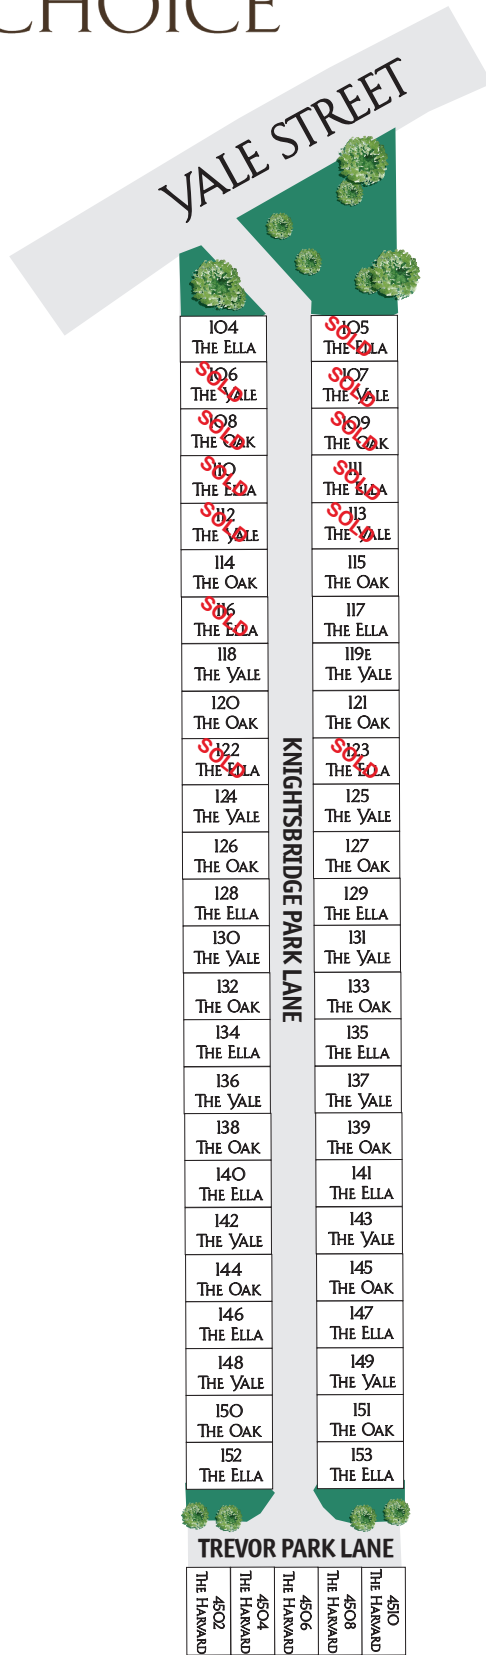 CHOICE
YALE STREET
104
THE ELLA
106
THE YALE
SOLD
108
THE OAK
SOLD
110
THE ELLA
SOLD
112
THE YALE
SOLD
114
THE OAK
116
THE ELLA
SOLD
118
THE YALE
120
THE OAK
122
THE ELLA
SOLD
124
THE YALE
126
THE OAK
128
THE ELLA
130
THE YALE
132
THE OAK
134
THE ELLA
136
THE YALE
138
THE OAK
140
THE ELLA
142
THE YALE
144
THE OAK
146
THE ELLA
148
THE YALE
150
THE OAK
152
THE ELLA
KNIGHTSBRIDGE PARK LANE
105
THE ELLA
SOLD
107
THE YALE
SOLD
109
THE OAK
SOLD
111
THE ELLA
SOLD
113
THE YALE
SOLD
115
THE OAK
117
THE ELLA
119E
THE YALE
121
THE OAK
123
THE ELLA
SOLD
125
THE YALE
127
THE OAK
129
THE ELLA
131
THE YALE
133
THE OAK
135
THE ELLA
137
THE YALE
139
THE OAK
141
THE ELLA
143
THE YALE
145
THE OAK
147
THE ELLA
149
THE YALE
151
THE OAK
153
THE ELLA
TREVOR PARK LANE
4502
THE HARVARD
4504
THE HARVARD
4506
THE HARVARD
4508
THE HARVARD
4510
THE HARVARD